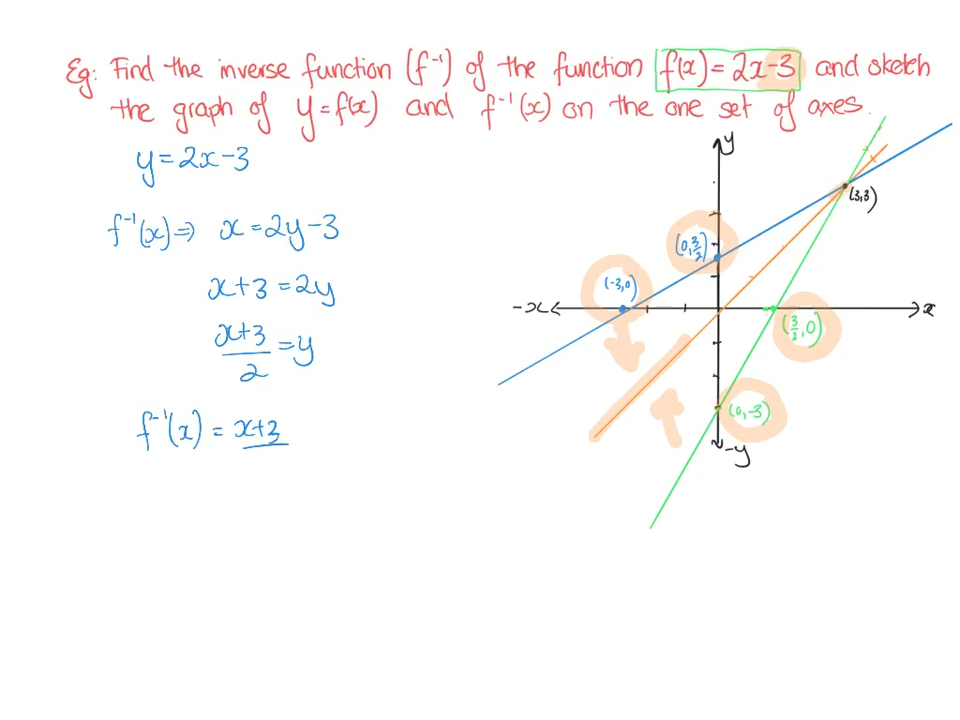 Eg: Find the inverse function (f⁻¹) of the function f(x) = 2x-3 and sketch
the graph of y=f(x) and f⁻¹(x) on the one set of axes.
y = 2x-3
f⁻¹(x) ⇒ x = 2y-3
x+3 = 2y
x+3/2 = y
f⁻¹(x) = x+3
y
(3,3)
(0,3/2)
(-3,0)
-x
x
(3/2,0)
(0,-3)
-y